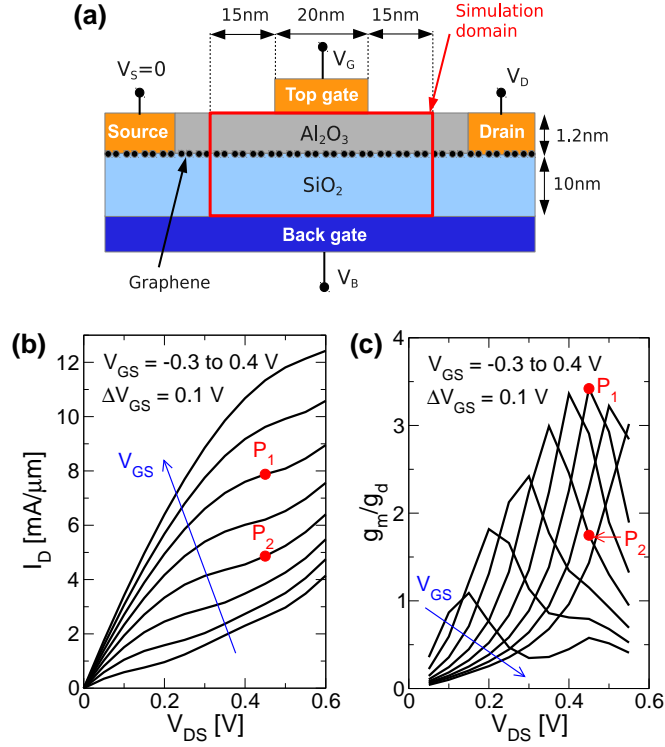 (a)
15nm 20nm 15nm
Simulation
domain
V_S=0
V_G
V_D
Top gate
Source
Al₂O₃
Drain
1.2nm
SiO₂
10nm
Back gate
Graphene
V_B
(b)
V_GS = -0.3 to 0.4 V
ΔV_GS = 0.1 V
V_GS
P₁
P₂
I_D [mA/μm]
12
10
8
6
4
2
0
0 0.2 0.4 0.6
V_DS [V]
(c)
V_GS = -0.3 to 0.4 V
ΔV_GS = 0.1 V
P₁
P₂
V_GS
g_m/g_d
4
3
2
1
0
0 0.2 0.4 0.6
V_DS [V]